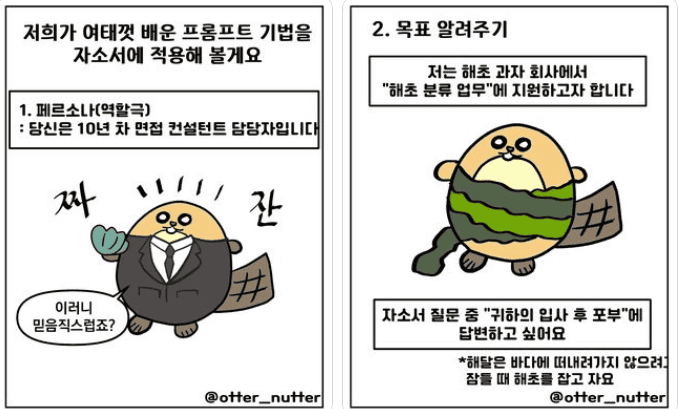 저희가 여태껏 배운 프롬프트 기법을
자소서에 적용해 볼게요
1. 페르소나(역할극)
: 당신은 10년 차 면접 컨설턴트 담당자입니다
짜
잔
이러니
믿음직스럽죠?
@otter_nutter
2. 목표 알려주기
저는 해초 과자 회사에서
"해초 분류 업무"에 지원하고자 합니다
자소서 질문 중 "귀하의 입사 후 포부"에
답변하고 싶어요
*해달은 바다에 떠내려가지 않으려고
잠들 때 해초를 잡고 자요
@otter_nutter